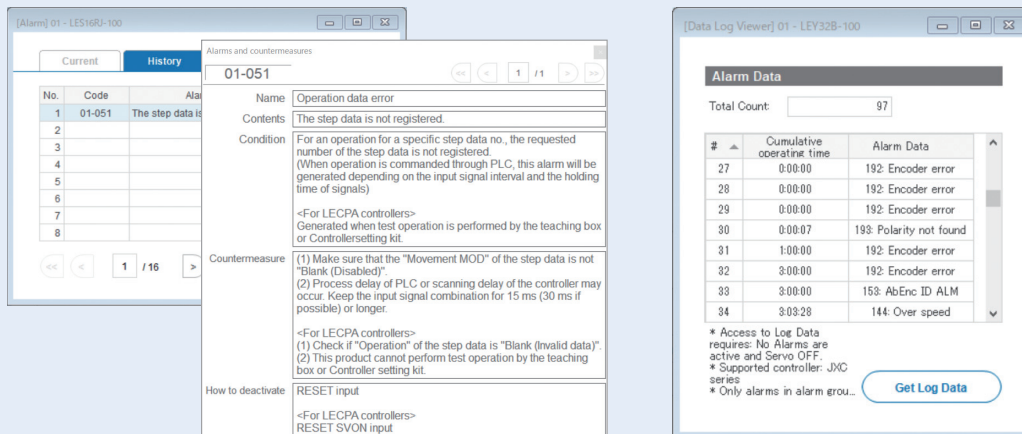 [Alarm] 01 - LES16RJ-100
Current
History
No.
Code
1
01-051
The step data is
2
3
4
5
6
7
8
<<
<
1
/ 16
>
Alarms and countermeasures
01-051
<<
<
1
/ 1
>
>>
Name
Operation data error
Contents
The step data is not registered.
Condition
For an operation for a specific step data no., the requested
number of the step data is not registered.
(When operation is commanded through PLC, this alarm will be
generated depending on the input signal interval and the holding
time of signals)
<For LECPA controllers>
Generated when test operation is performed by the teaching box
or Controllersetting kit.
Countermeasure
(1) Make sure that the "Movement MOD" of the step data is not
"Blank (Disabled)".
(2) Process delay of PLC or scanning delay of the controller may
occur. Keep the input signal combination for 15 ms (30 ms if
possible) or longer.
<For LECPA controllers>
(1) Check if "Operation" of the step data is "Blank (Invalid data)".
(2) This product cannot perform test operation by the teaching
box or Controller setting kit.
How to deactivate
RESET input
<For LECPA controllers>
RESET SVON input
[Data Log Viewer] 01 - LEY32B-100
Alarm Data
Total Count:
97
#
Cumulative
operating time
Alarm Data
27 0:00:00 192: Encoder error
28 0:00:00 192: Encoder error
29 0:00:00 192: Encoder error
30 0:00:07 193: Polarity not found
31 1:00:00 192: Encoder error
32 3:00:00 192: Encoder error
33 3:00:00 153: AbEnc ID ALM
34 3:03:28 144: Over speed
* Access to Log Data
requires: No Alarms are
active and Servo OFF.
* Supported controller: JXC
series
* Only alarms in alarm grou...
Get Log Data